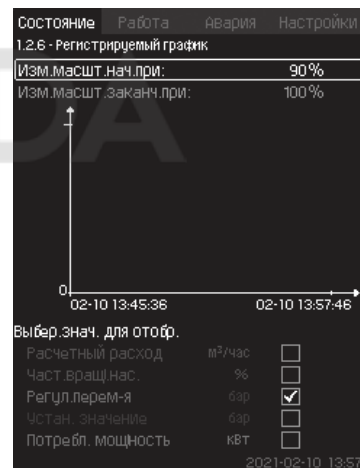 Состояние Работа Авария Настройки
1.2.6 - Регистрируемый график
Изм.масшт.нач.при: 90%
Изм.масшт.заканч.при: 100%
0
02-10 13:45:36 02-10 13:57:46
Выбер.знач. для отобр.
Расчетный расход м³/час
Част.вращ.нас. %
Регул.перем-я бар
Устан. значение бар
Потребл. мощность кВт
2021-02-10 13:57